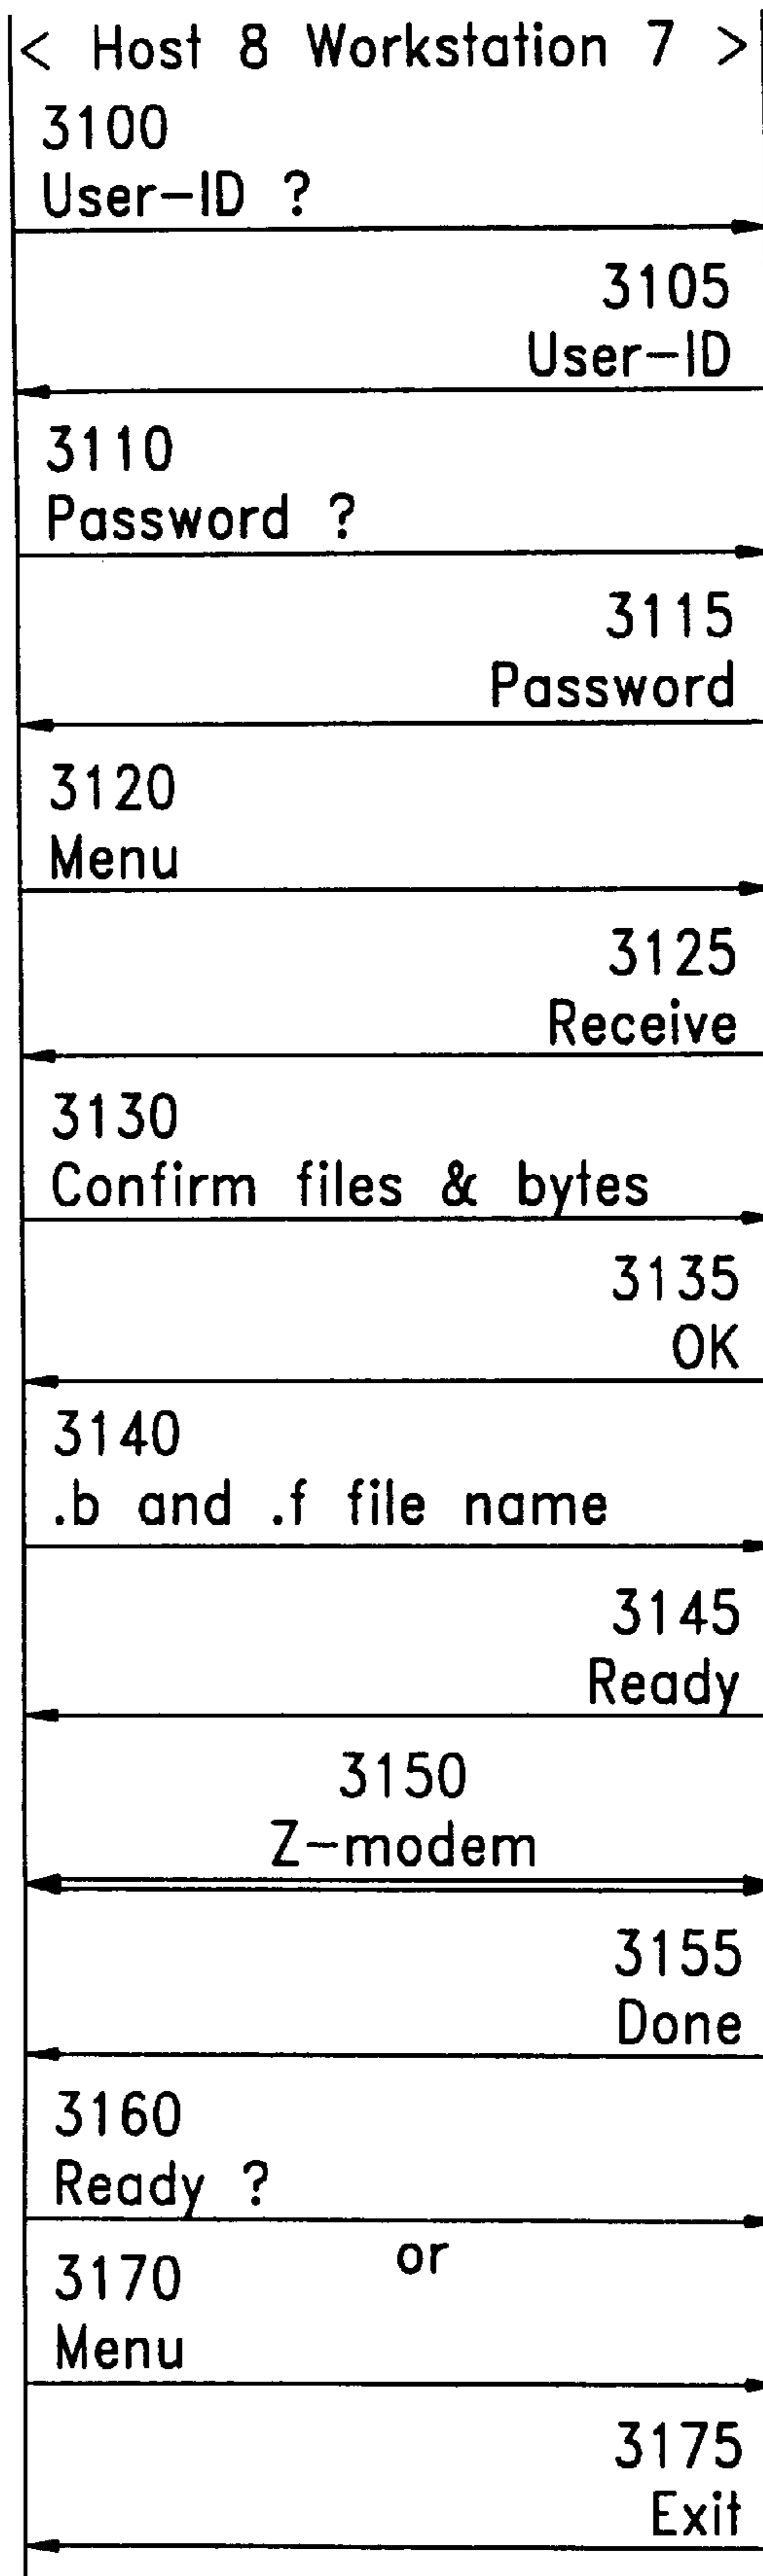 < Host 8 Workstation 7 >
3100
User-ID ?
3105
User-ID
3110
Password ?
3115
Password
3120
Menu
3125
Receive
3130
Confirm files & bytes
3135
OK
3140
.b and .f file name
3145
Ready
3150
Z-modem
3155
Done
3160
Ready ?
or
3170
Menu
3175
Exit